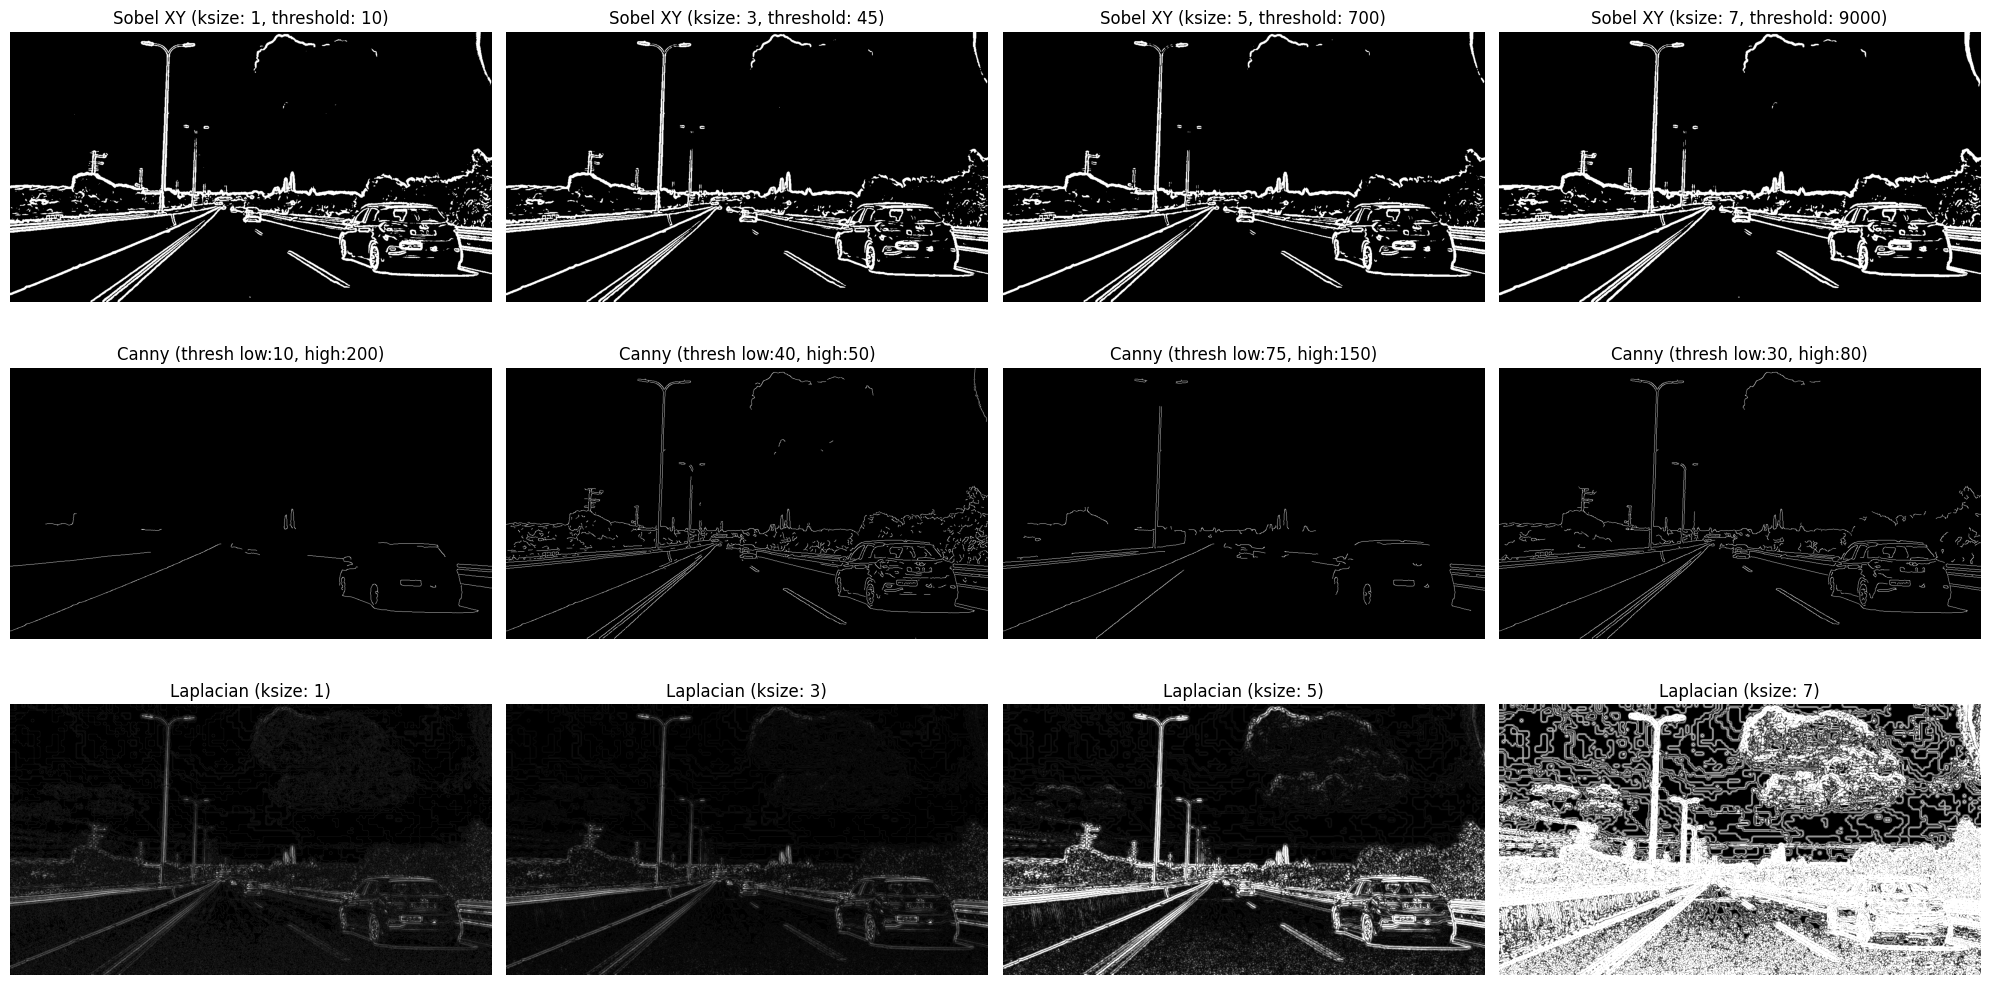 Sobel XY (ksize: 1, threshold: 10)
Sobel XY (ksize: 3, threshold: 45)
Sobel XY (ksize: 5, threshold: 700)
Sobel XY (ksize: 7, threshold: 9000)
Canny (thresh low:10, high:200)
Canny (thresh low:40, high:50)
Canny (thresh low:75, high:150)
Canny (thresh low:30, high:80)
Laplacian (ksize: 1)
Laplacian (ksize: 3)
Laplacian (ksize: 5)
Laplacian (ksize: 7)